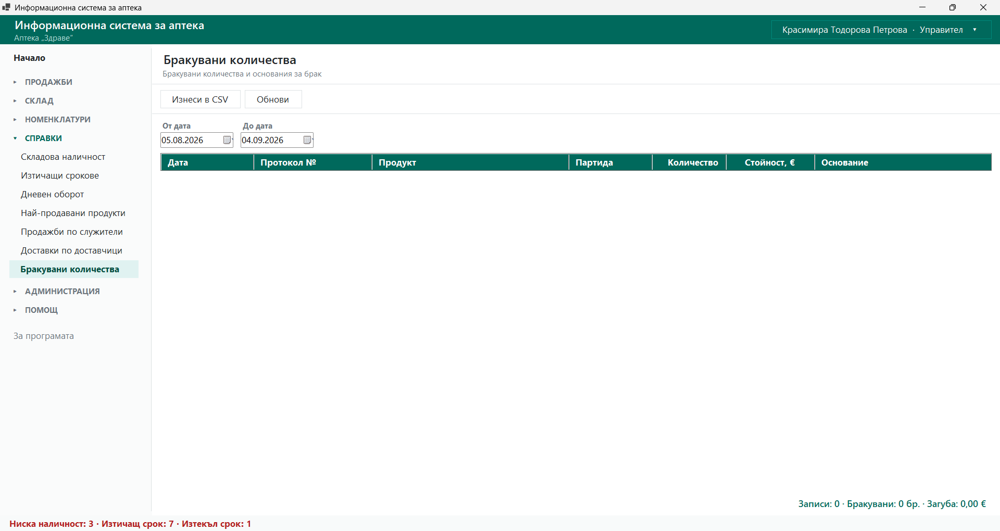 Информационна система за аптека
Информационна система за аптека
Аптека „Здраве“
Красимира Тодорова Петрова · Управител
Начало
ПРОДАЖБИ
СКЛАД
НОМЕНКЛАТУРИ
СПРАВКИ
Складова наличност
Изтичащи срокове
Дневен оборот
Най-продавани продукти
Продажби по служители
Доставки по доставчици
Бракувани количества
АДМИНИСТРАЦИЯ
ПОМОЩ
За програмата
Бракувани количества
Бракувани количества и основания за брак
Изнеси в CSV Обнови
От дата До дата
05.08.2026 04.09.2026
Дата Протокол № Продукт Партида Количество Стойност, € Основание
Записи: 0 · Бракувани: 0 бр. · Загуба: 0,00 €
Ниска наличност: 3 · Изтичащ срок: 7 · Изтекъл срок: 1